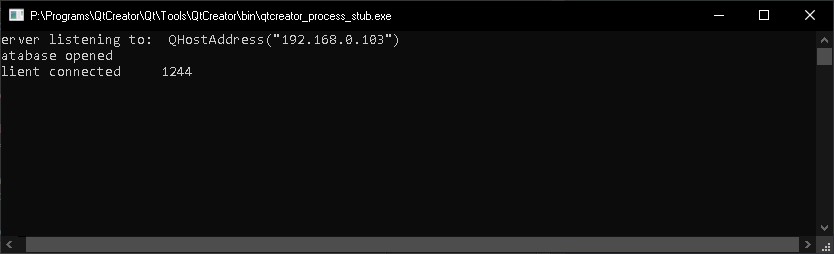 P:\Programs\QtCreator\Qt\Tools\QtCreator\bin\qtcreator_process_stub.exe
erver listening to:  QHostAddress("192.168.0.103")
atabase opened
lient connected     1244